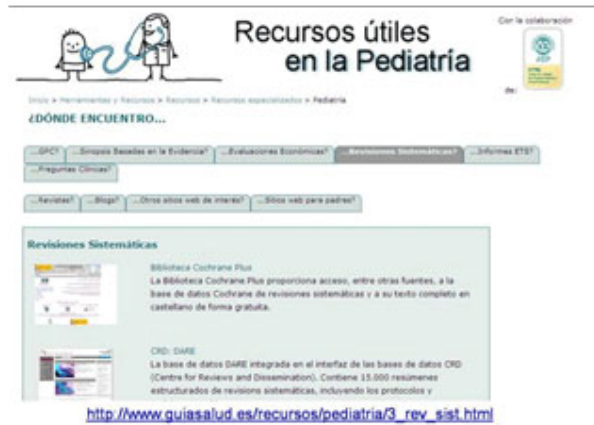 Recursos útiles
en la Pediatría
Con la colaboración
de:
Inicio > Herramientas y Recursos > Recursos > Recursos especializados > Pediatría
¿DÓNDE ENCUENTRO...
...GPC? ...Sinopsis Basadas en la Evidencia? ...Evaluaciones Económicas? ...Revisiones Sistemáticas? ...Informes ETS?
...Preguntas Clínicas?
...Revistas? ...Blogs? ...Otros sitios web de interés? ...Sitios web para padres?
Revisiones Sistemáticas
Biblioteca Cochrane Plus
La Biblioteca Cochrane Plus proporciona acceso, entre otras fuentes, a la
base de datos Cochrane de revisiones sistemáticas y a su texto completo en
castellano de forma gratuita.
CRD: DARE
La base de datos DARE integrada en el interfaz de las bases de datos CRD
(Centre for Reviews and Dissemination). Contiene 15.000 resúmenes
estructurados de revisiones sistemáticas, incluyendo los protocolos y
http://www.guiasalud.es/recursos/pediatria/3_rev_sist.html